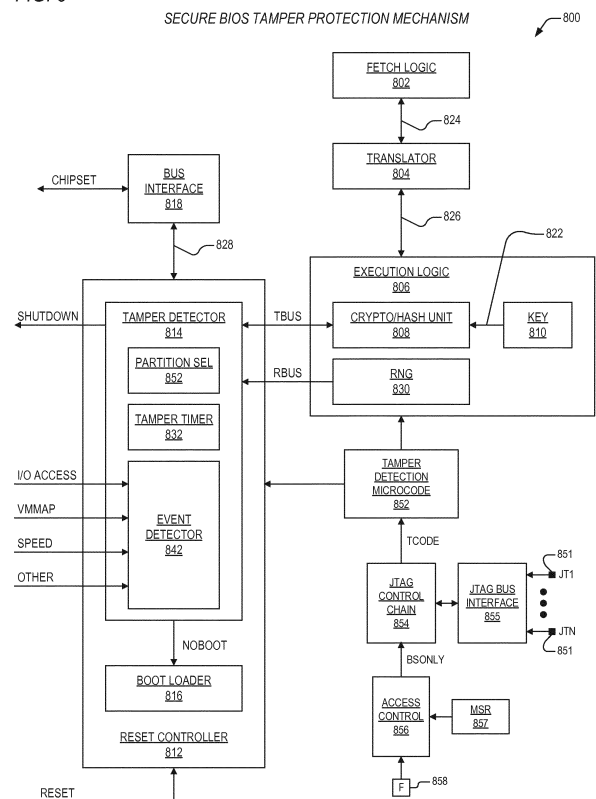 SECURE BIOS TAMPER PROTECTION MECHANISM
800
FETCH LOGIC
802
824
TRANSLATOR
804
BUS
INTERFACE
818
CHIPSET
826
828
822
EXECUTION LOGIC
806
SHUTDOWN
TAMPER DETECTOR
814
TBUS
CRYPTO/HASH UNIT
808
KEY
810
PARTITION SEL
852
RBUS
RNG
830
TAMPER TIMER
832
I/O ACCESS
VMMAP
SPEED
OTHER
EVENT
DETECTOR
842
TAMPER
DETECTION
MICROCODE
852
TCODE
851
JTAG
CONTROL
CHAIN
854
JTAG BUS
INTERFACE
855
JT1
JTN
851
NOBOOT
BSONLY
BOOT LOADER
816
ACCESS
CONTROL
856
MSR
857
RESET CONTROLLER
812
F
858
RESET